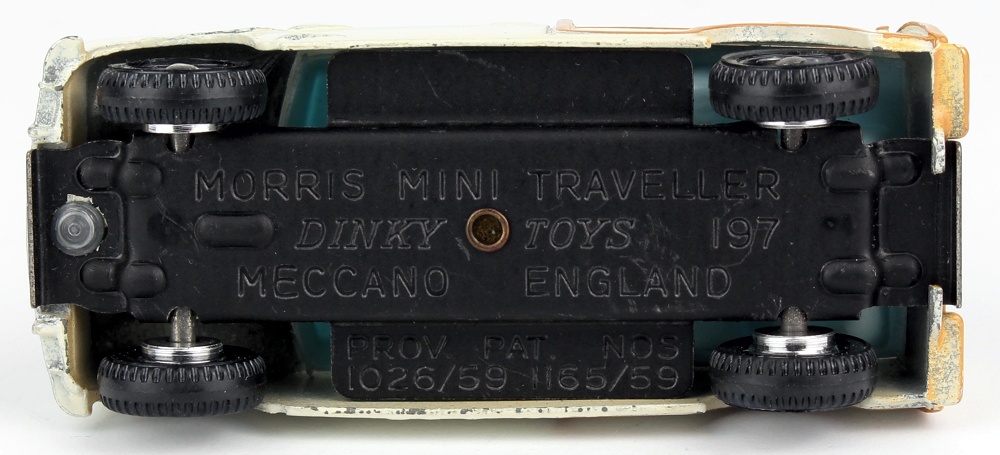 MORRIS MINI TRAVELLER
DINKY TOYS 197
MECCANO ENGLAND
PROV. PAT. NOS
1026/59 1165/59